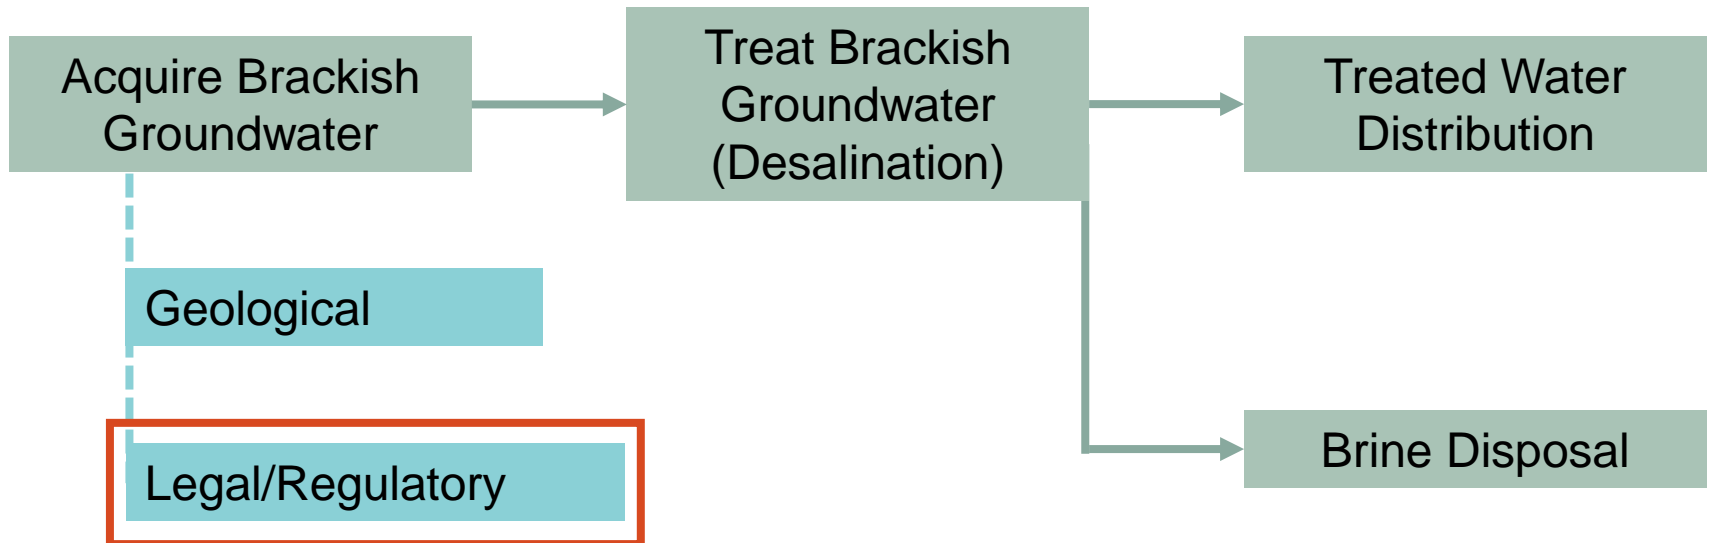 Acquire Brackish
Groundwater
Treat Brackish
Groundwater
(Desalination)
Treated Water
Distribution
Geological
Legal/Regulatory
Brine Disposal